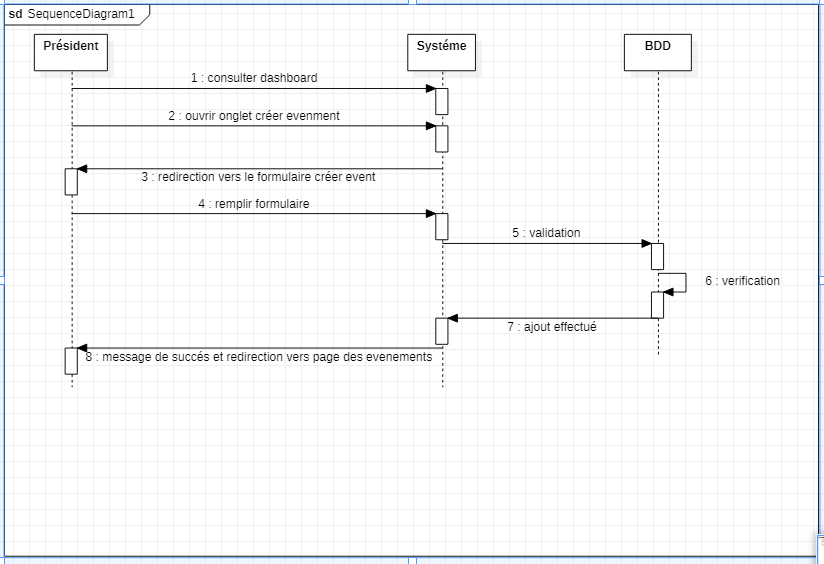 sd SequenceDiagram1
Président
Systéme
BDD
1 : consulter dashboard
2 : ouvrir onglet créer evenment
3 : redirection vers le formulaire créer event
4 : remplir formulaire
5 : validation
6 : verification
7 : ajout effectué
8 : message de succés et redirection vers page des evenements